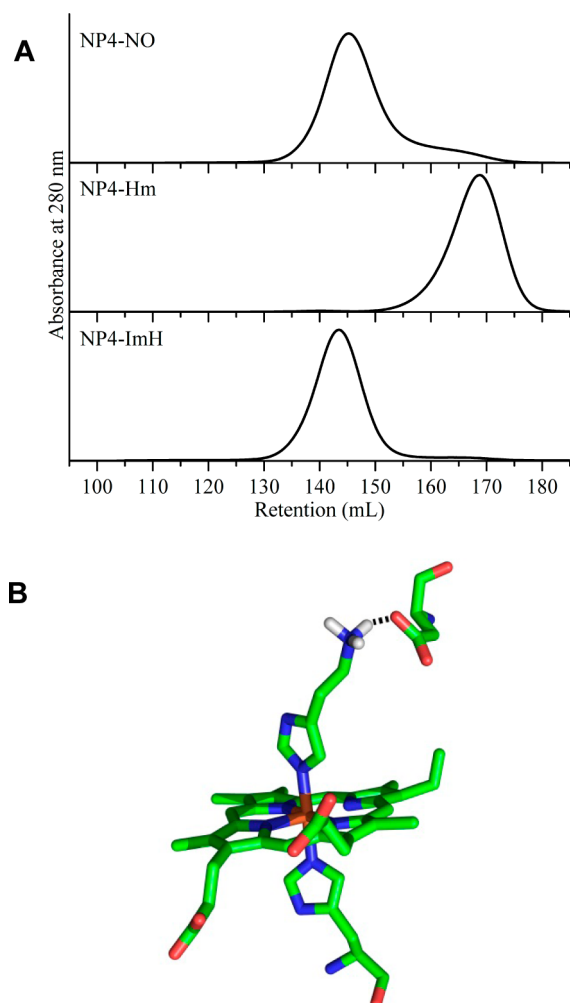 A
NP4-NO
NP4-Hm
NP4-ImH
Absorbance at 280 nm
100 110 120 130 140 150 160 170 180
Retention (mL)
B